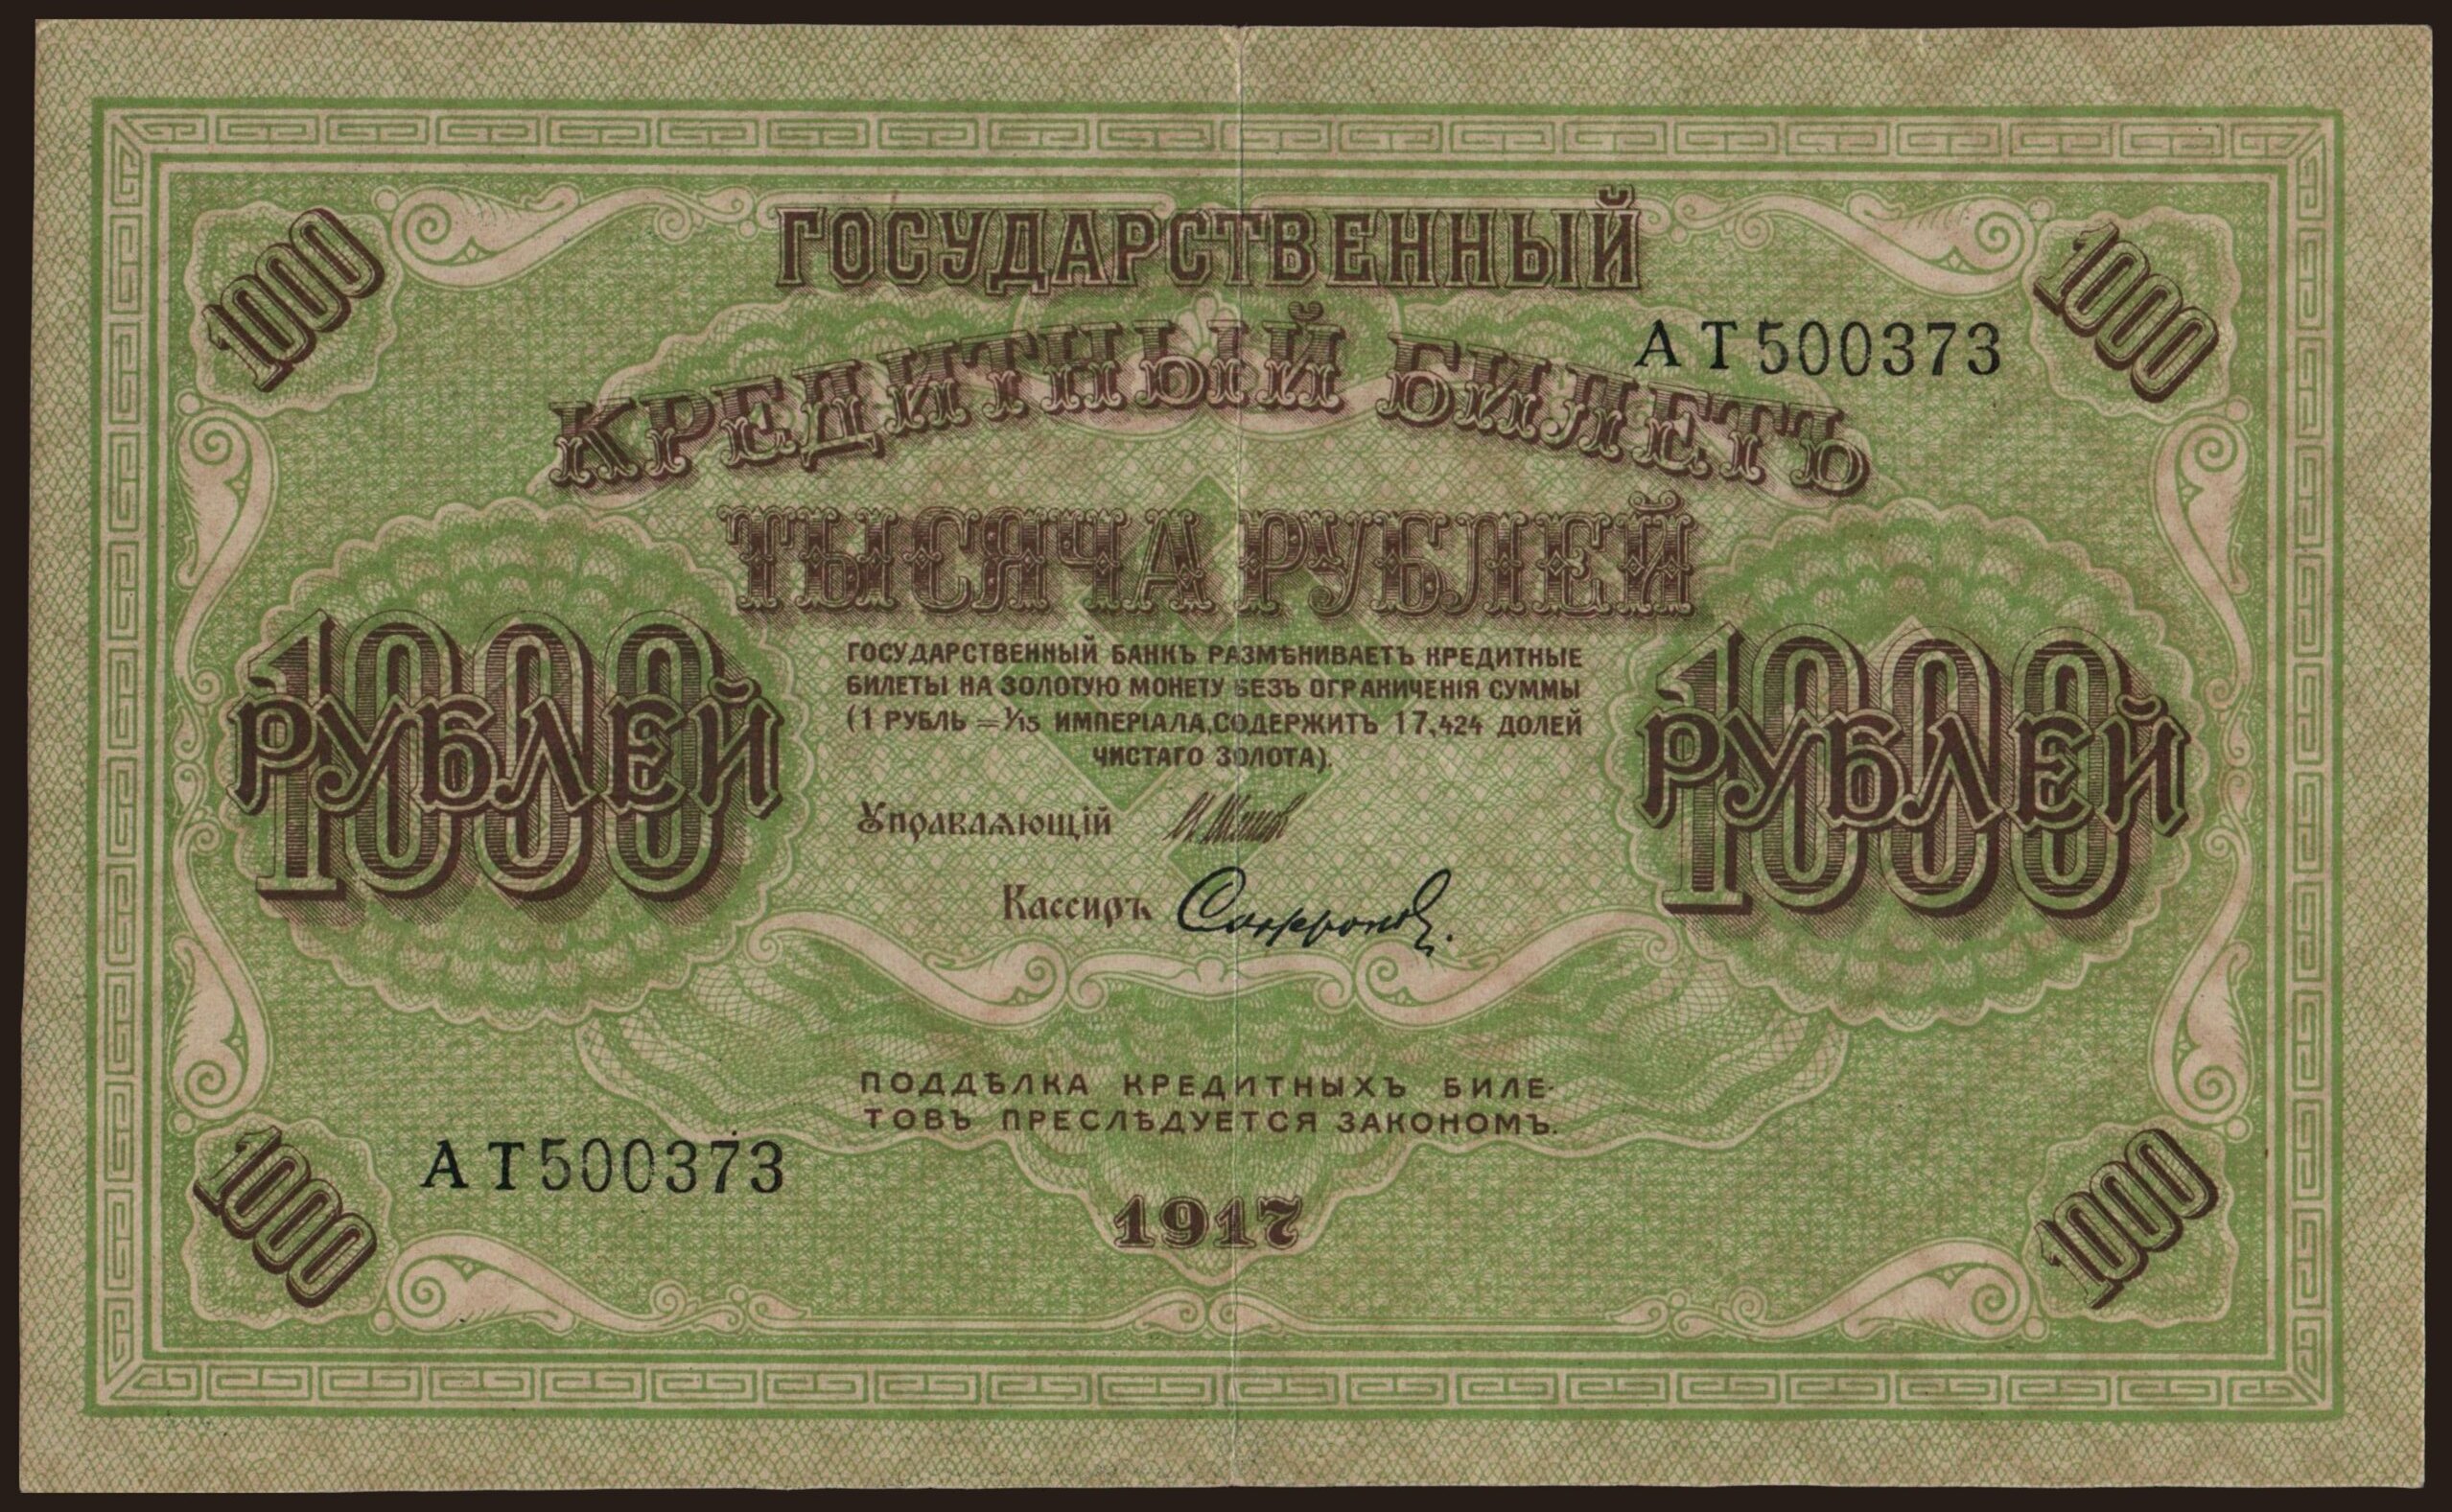 1000
ГОСУДАРСТВЕННЫЙ
1000
КРЕДИТНЫЙ БИЛЕТЪ
АТ500373
ТЫСЯЧА РУБЛЕЙ
1000
РУБЛЕЙ
ГОСУДАРСТВЕННЫЙ БАНКЪ РАЗМѢНИВАЕТЪ КРЕДИТНЫЕ
БИЛЕТЫ НА ЗОЛОТУЮ МОНЕТУ БЕЗЪ ОГРАНИЧЕНІЯ СУММЫ
(1 РУБЛЬ = 1/15 ИМПЕРІАЛА, СОДЕРЖИТЪ 17,424 ДОЛЕЙ
ЧИСТАГО ЗОЛОТА).
1000
РУБЛЕЙ
Управляющій
Кассиръ Сафронов.
ПОДДѢЛКА КРЕДИТНЫХЪ БИЛЕ-
ТОВЪ ПРЕСЛѢДУЕТСЯ ЗАКОНОМЪ.
АТ500373
1917
1000
1000